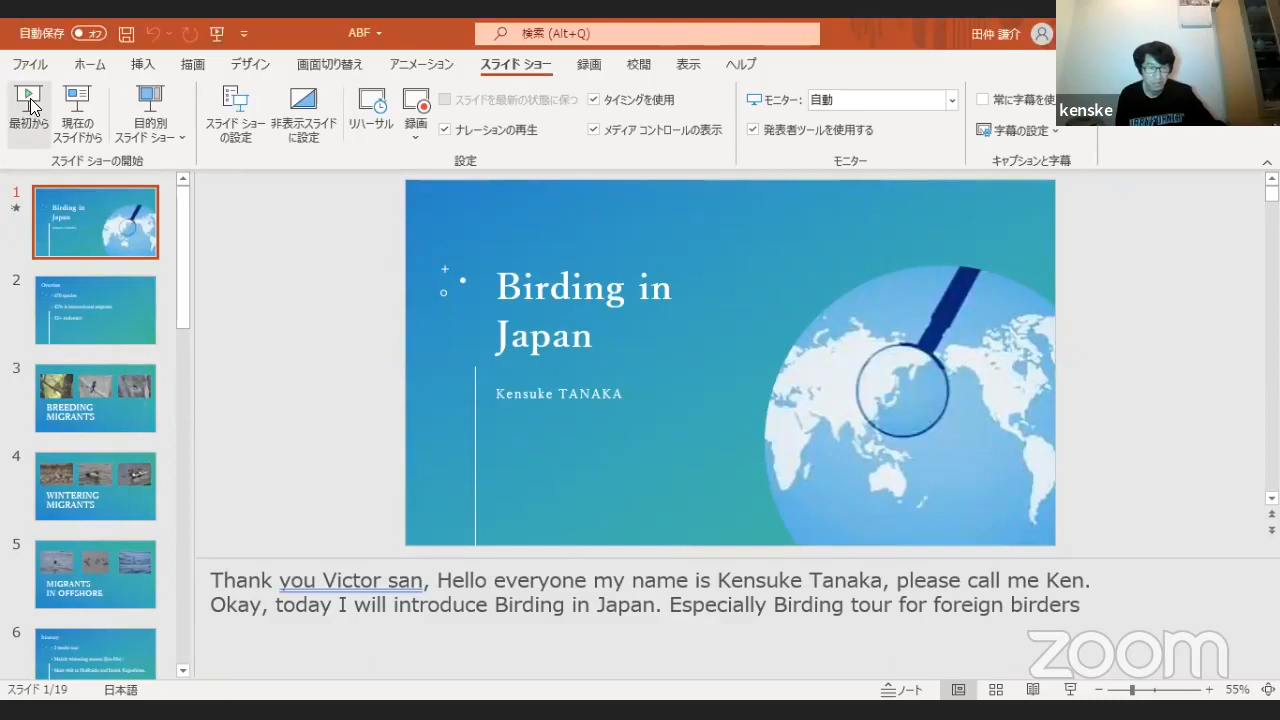 自動保存 オフ
ABF
検索 (Alt+Q)
田仲 謙介
ファイル ホーム 挿入 描画 デザイン 画面切り替え アニメーション スライド ショー 録画 校閲 表示 ヘルプ
最初から
現在の
スライドから
目的別
スライド ショー
スライド ショーの開始
スライド ショー
の設定
非表示スライド
に設定
リハーサル
録画
スライドを最新の状態に保つ
タイミングを使用
ナレーションの再生
メディア コントロールの表示
設定
モニター: 自動
発表者ツールを使用する
モニター
常に字幕を使
字幕の設定
キャプションと字幕
kenske
1
Birding in
Japan
2
Overview
3
BREEDING
MIGRANTS
4
WINTERING
MIGRANTS
5
MIGRANTS
IN OFFSHORE
6
Itinerary
Birding in
Japan
Kensuke TANAKA
Thank you Victor san, Hello everyone my name is Kensuke Tanaka, please call me Ken.
Okay, today I will introduce Birding in Japan. Especially Birding tour for foreign birders
zoom
スライド 1/19 日本語
ノート
55%